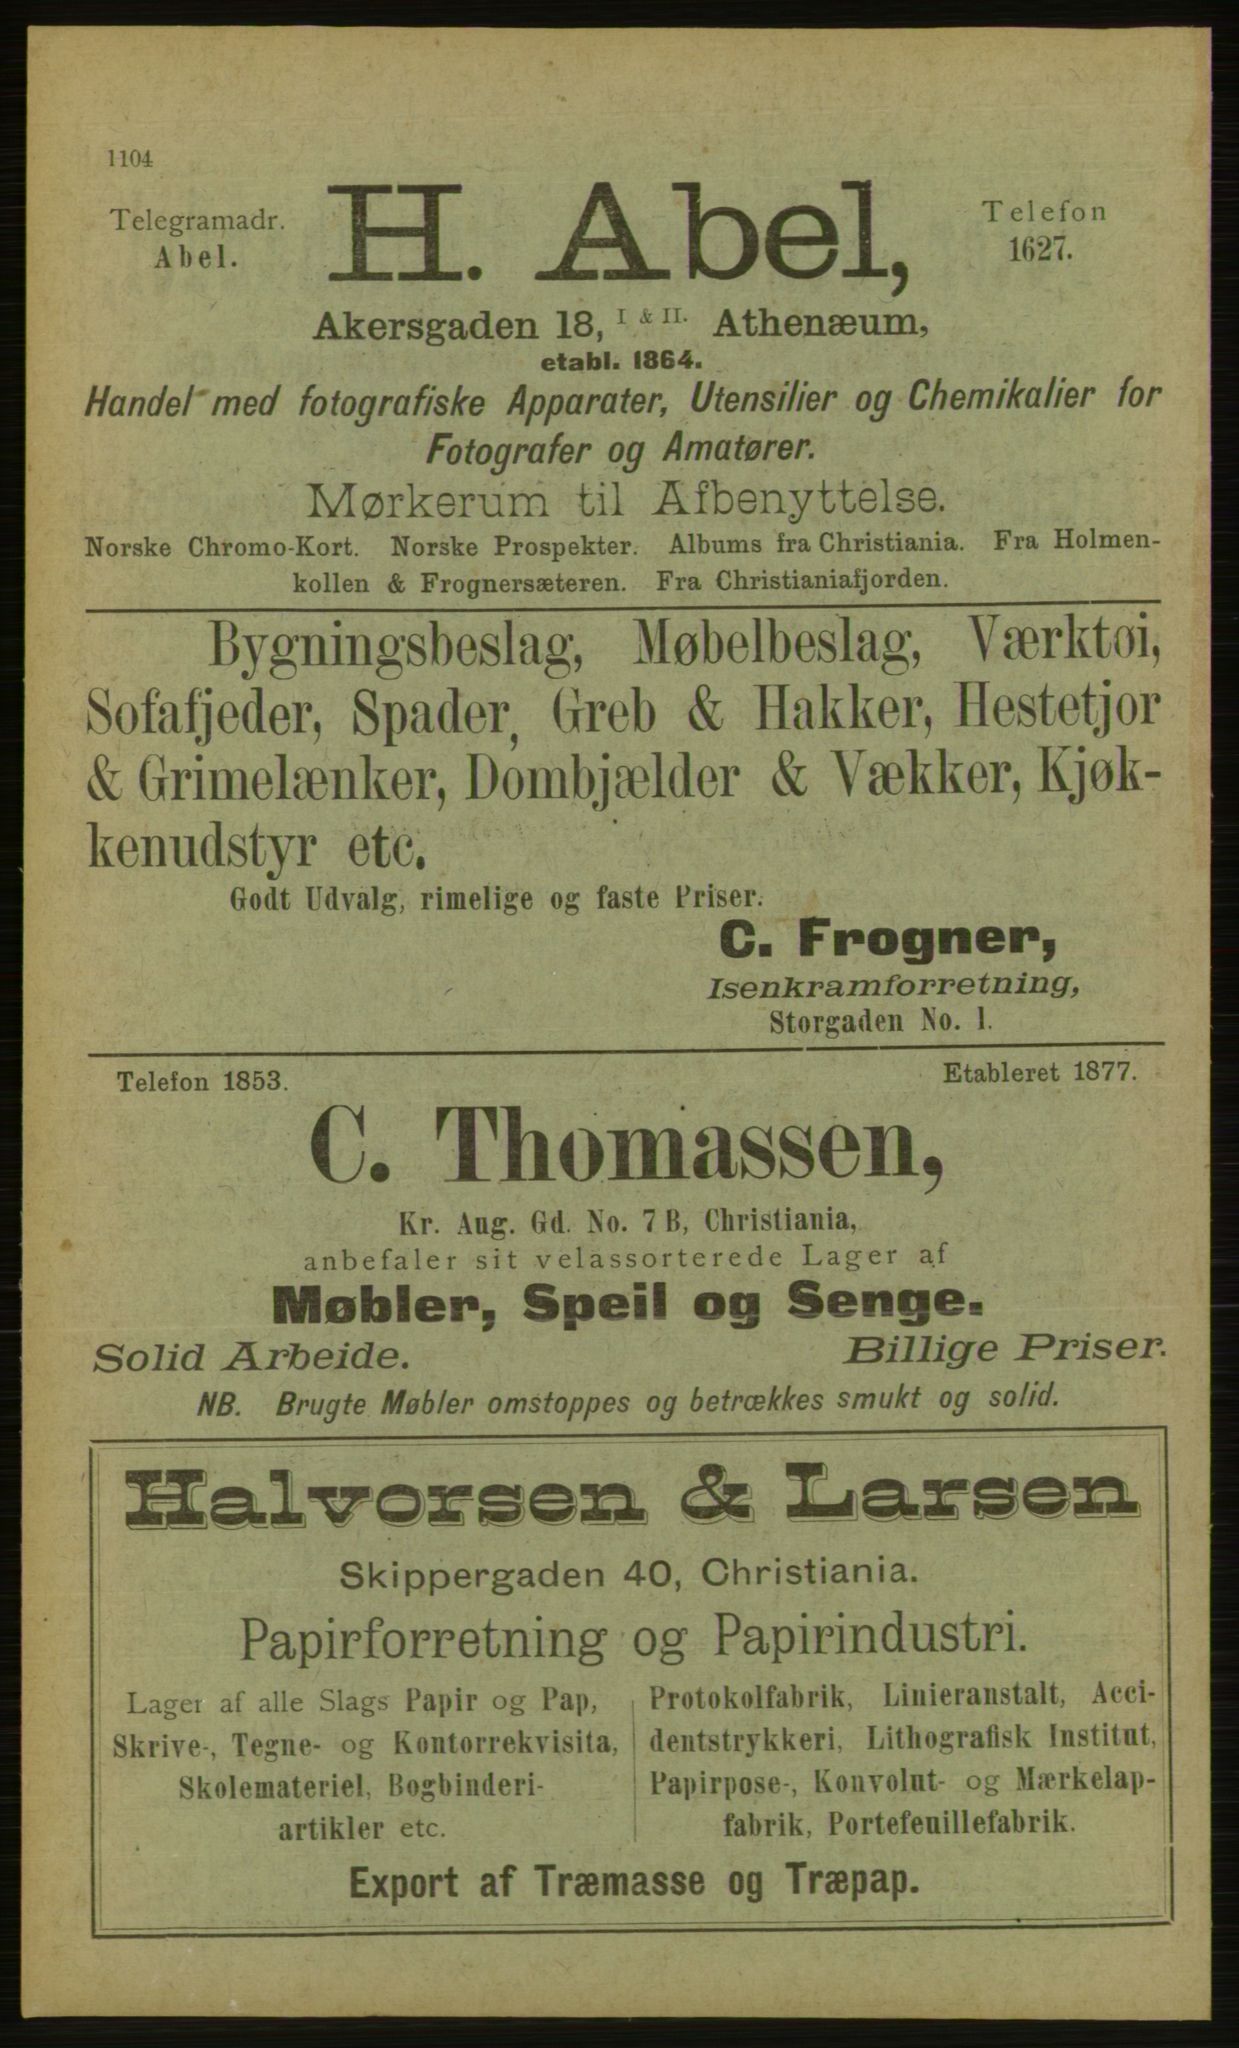 1104
Telegramadr.
Abel.
H. Abel,
Telefon
1627.
Akersgaden 18, I & II. Athenæum,
etabl. 1864.
Handel med fotografiske Apparater, Utensilier og Chemikalier for
Fotografer og Amatører.
Mørkerum til Afbenyttelse.
Norske Chromo-Kort. Norske Prospekter. Albums fra Christiania. Fra Holmen-
kollen & Frognersæteren. Fra Christianiafjorden.
Bygningsbeslag, Møbelbeslag, Værktøi,
Sofafjeder, Spader, Greb & Hakker, Hestetjor
& Grimelænker, Dombjælder & Vækker, Kjøk-
kenudstyr etc.
Godt Udvalg, rimelige og faste Priser.
C. Frogner,
Isenkramforretning,
Storgaden No. 1.
Telefon 1853.
Etableret 1877.
C. Thomassen,
Kr. Aug. Gd. No. 7 B, Christiania,
anbefaler sit velassorterede Lager af
Møbler, Speil og Senge.
Solid Arbeide.
Billige Priser.
NB. Brugte Møbler omstoppes og betrækkes smukt og solid.
Halvorsen & Larsen
Skippergaden 40, Christiania.
Papirforretning og Papirindustri.
Lager af alle Slags Papir og Pap,
Skrive-, Tegne- og Kontorrekvisita,
Skolemateriel, Bogbinderi-
artikler etc.
Protokolfabrik, Linieranstalt, Acci-
dentstrykkeri, Lithografisk Institut,
Papirpose-, Konvolut- og Mærkelap-
fabrik, Portefeuillefabrik.
Export af Træmasse og Træpap.